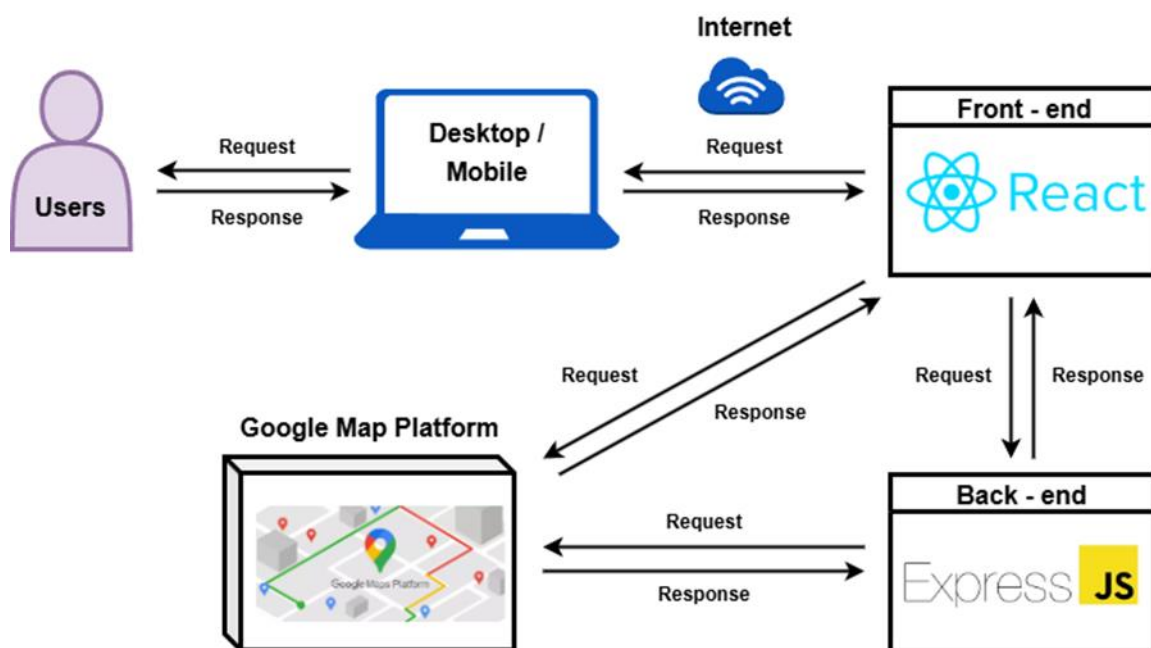 Internet
Users
Request
Response
Desktop /
Mobile
Request
Response
Front - end
React
Request
Response
Request
Response
Google Map Platform
Google Maps Platform
Request
Response
Back - end
Express JS